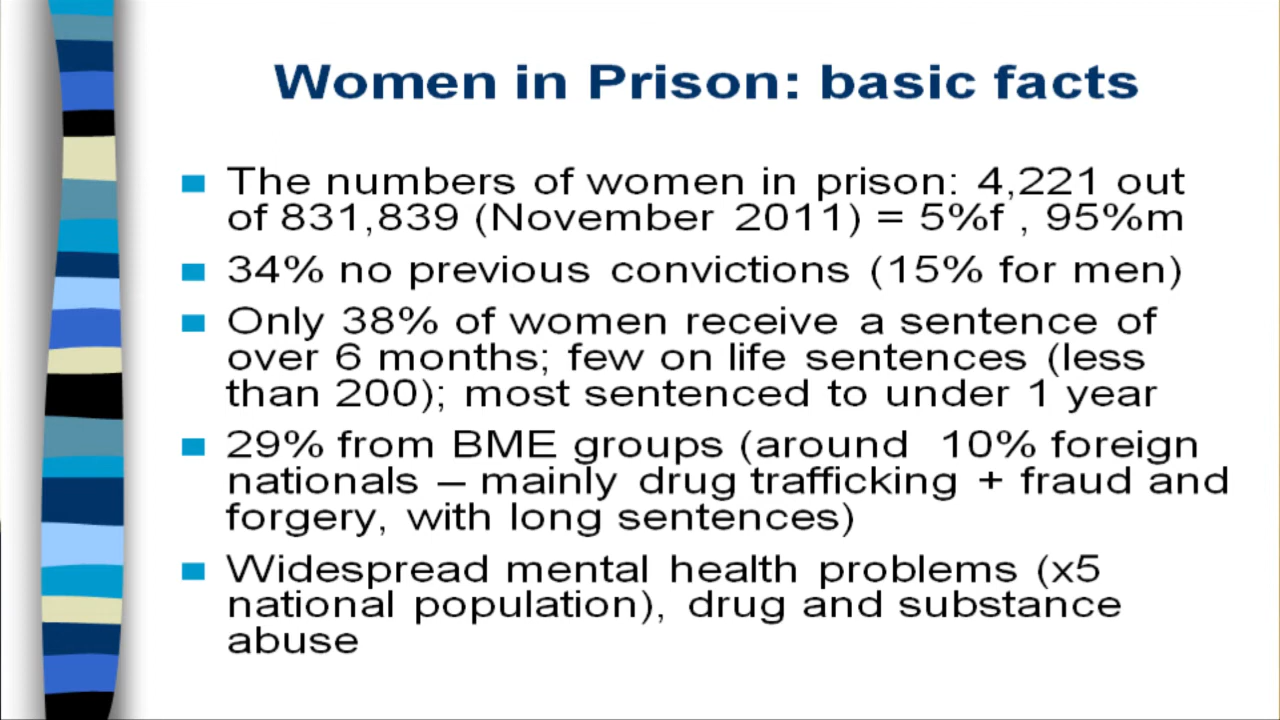 Women in Prison: basic facts
The numbers of women in prison: 4,221 out
of 831,839 (November 2011) = 5%f , 95%m
34% no previous convictions (15% for men)
Only 38% of women receive a sentence of
over 6 months; few on life sentences (less
than 200); most sentenced to under 1 year
29% from BME groups (around 10% foreign
nationals – mainly drug trafficking + fraud and
forgery, with long sentences)
Widespread mental health problems (x5
national population), drug and substance
abuse